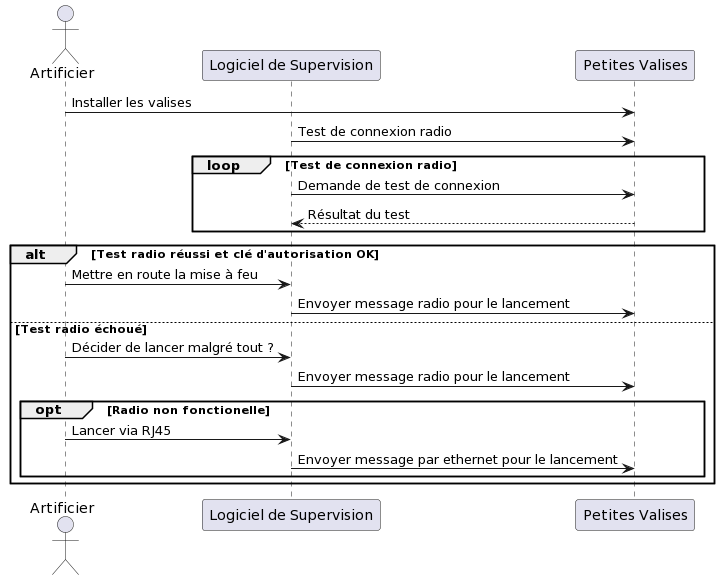 Artificier
Logiciel de Supervision
Petites Valises
Installer les valises
Test de connexion radio
loop
[Test de connexion radio]
Demande de test de connexion
Résultat du test
alt
[Test radio réussi et clé d'autorisation OK]
Mettre en route la mise à feu
Envoyer message radio pour le lancement
[Test radio échoué]
Décider de lancer malgré tout ?
Envoyer message radio pour le lancement
opt
[Radio non fonctionelle]
Lancer via RJ45
Envoyer message par ethernet pour le lancement
Artificier
Logiciel de Supervision
Petites Valises